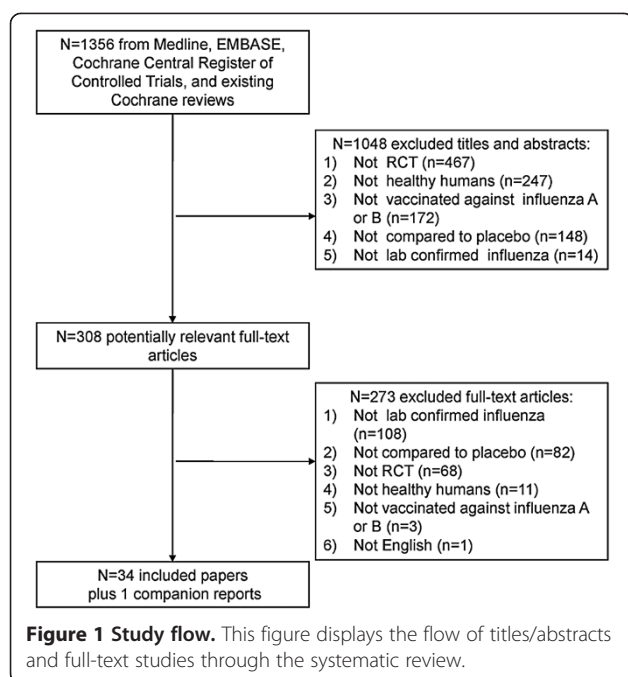 N=1356 from Medline, EMBASE,
Cochrane Central Register of
Controlled Trials, and existing
Cochrane reviews
N=1048 excluded titles and abstracts:
1) Not RCT (n=467)
2) Not healthy humans (n=247)
3) Not vaccinated against influenza A
or B (n=172)
4) Not compared to placebo (n=148)
5) Not lab confirmed influenza (n=14)
N=308 potentially relevant full-text
articles
N=273 excluded full-text articles:
1) Not lab confirmed influenza
(n=108)
2) Not compared to placebo (n=82)
3) Not RCT (n=68)
4) Not healthy humans (n=11)
5) Not vaccinated against influenza A
or B (n=3)
6) Not English (n=1)
N=34 included papers
plus 1 companion reports
Figure 1 Study flow. This figure displays the flow of titles/abstracts
and full-text studies through the systematic review.